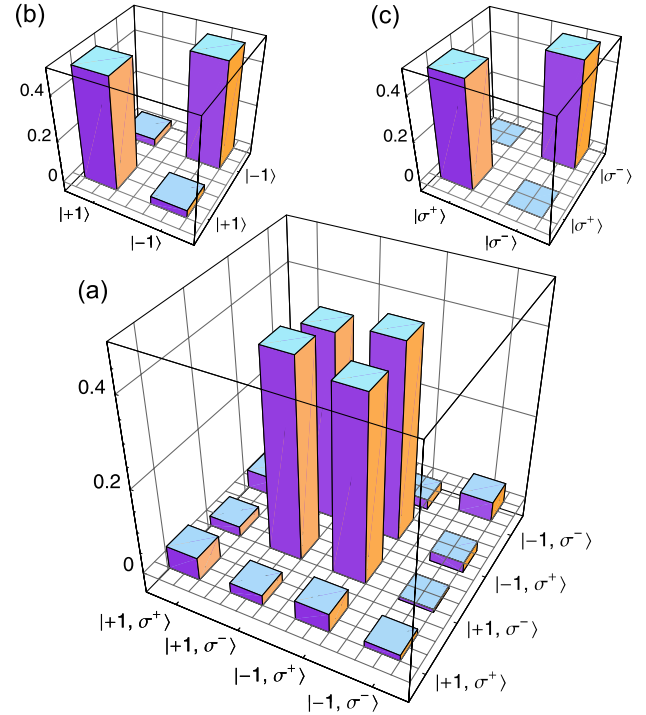 (b)
0.4
0.2
0
|+1⟩
|−1⟩
|+1⟩
|−1⟩
(c)
0.4
0.2
0
|σ⁺⟩
|σ⁻⟩
|σ⁺⟩
|σ⁻⟩
(a)
0.4
0.2
0
|+1, σ⁺⟩
|+1, σ⁻⟩
|−1, σ⁺⟩
|−1, σ⁻⟩
|+1, σ⁺⟩
|+1, σ⁻⟩
|−1, σ⁺⟩
|−1, σ⁻⟩